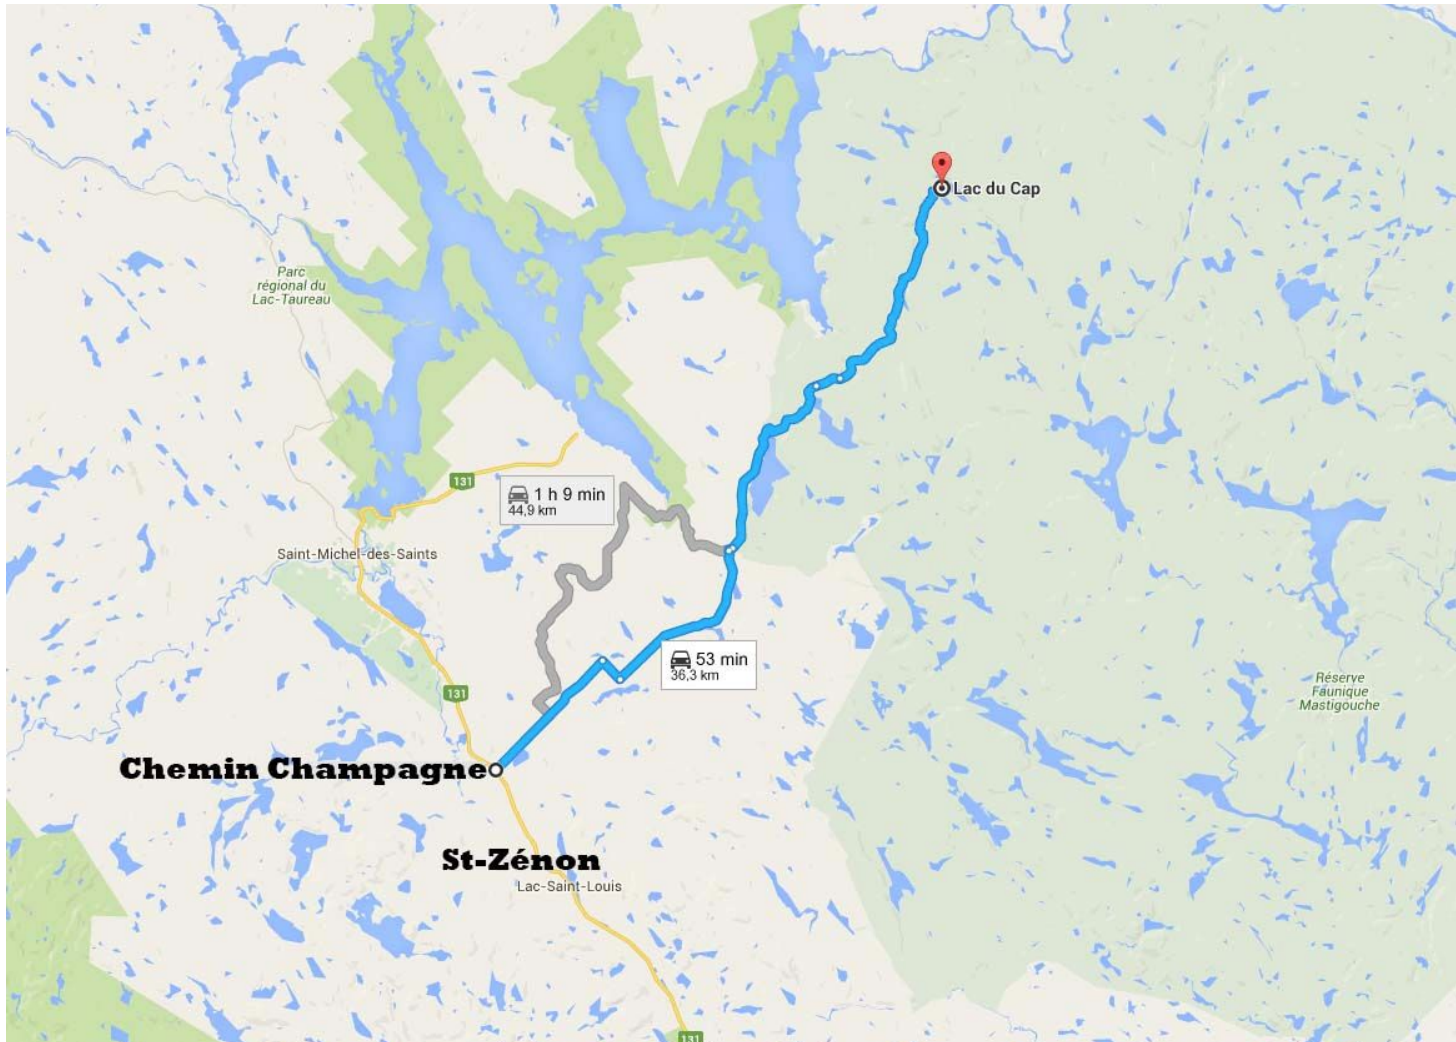 Lac du Cap
Parc
régional du
Lac-Taureau
131
1 h 9 min
44,9 km
Saint-Michel-des-Saints
53 min
36,3 km
131
Réserve
Faunique
Mastigouche
Chemin Champagne
St-Zénon
Lac-Saint-Louis
131